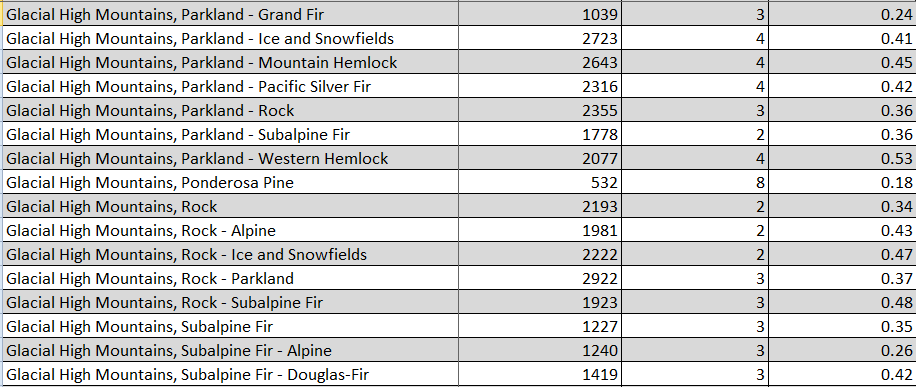 Glacial High Mountains, Parkland - Grand Fir 1039 3 0.24
Glacial High Mountains, Parkland - Ice and Snowfields 2723 4 0.41
Glacial High Mountains, Parkland - Mountain Hemlock 2643 4 0.45
Glacial High Mountains, Parkland - Pacific Silver Fir 2316 4 0.42
Glacial High Mountains, Parkland - Rock 2355 3 0.36
Glacial High Mountains, Parkland - Subalpine Fir 1778 2 0.36
Glacial High Mountains, Parkland - Western Hemlock 2077 4 0.53
Glacial High Mountains, Ponderosa Pine 532 8 0.18
Glacial High Mountains, Rock 2193 2 0.34
Glacial High Mountains, Rock - Alpine 1981 2 0.43
Glacial High Mountains, Rock - Ice and Snowfields 2222 2 0.47
Glacial High Mountains, Rock - Parkland 2922 3 0.37
Glacial High Mountains, Rock - Subalpine Fir 1923 3 0.48
Glacial High Mountains, Subalpine Fir 1227 3 0.35
Glacial High Mountains, Subalpine Fir - Alpine 1240 3 0.26
Glacial High Mountains, Subalpine Fir - Douglas-Fir 1419 3 0.42